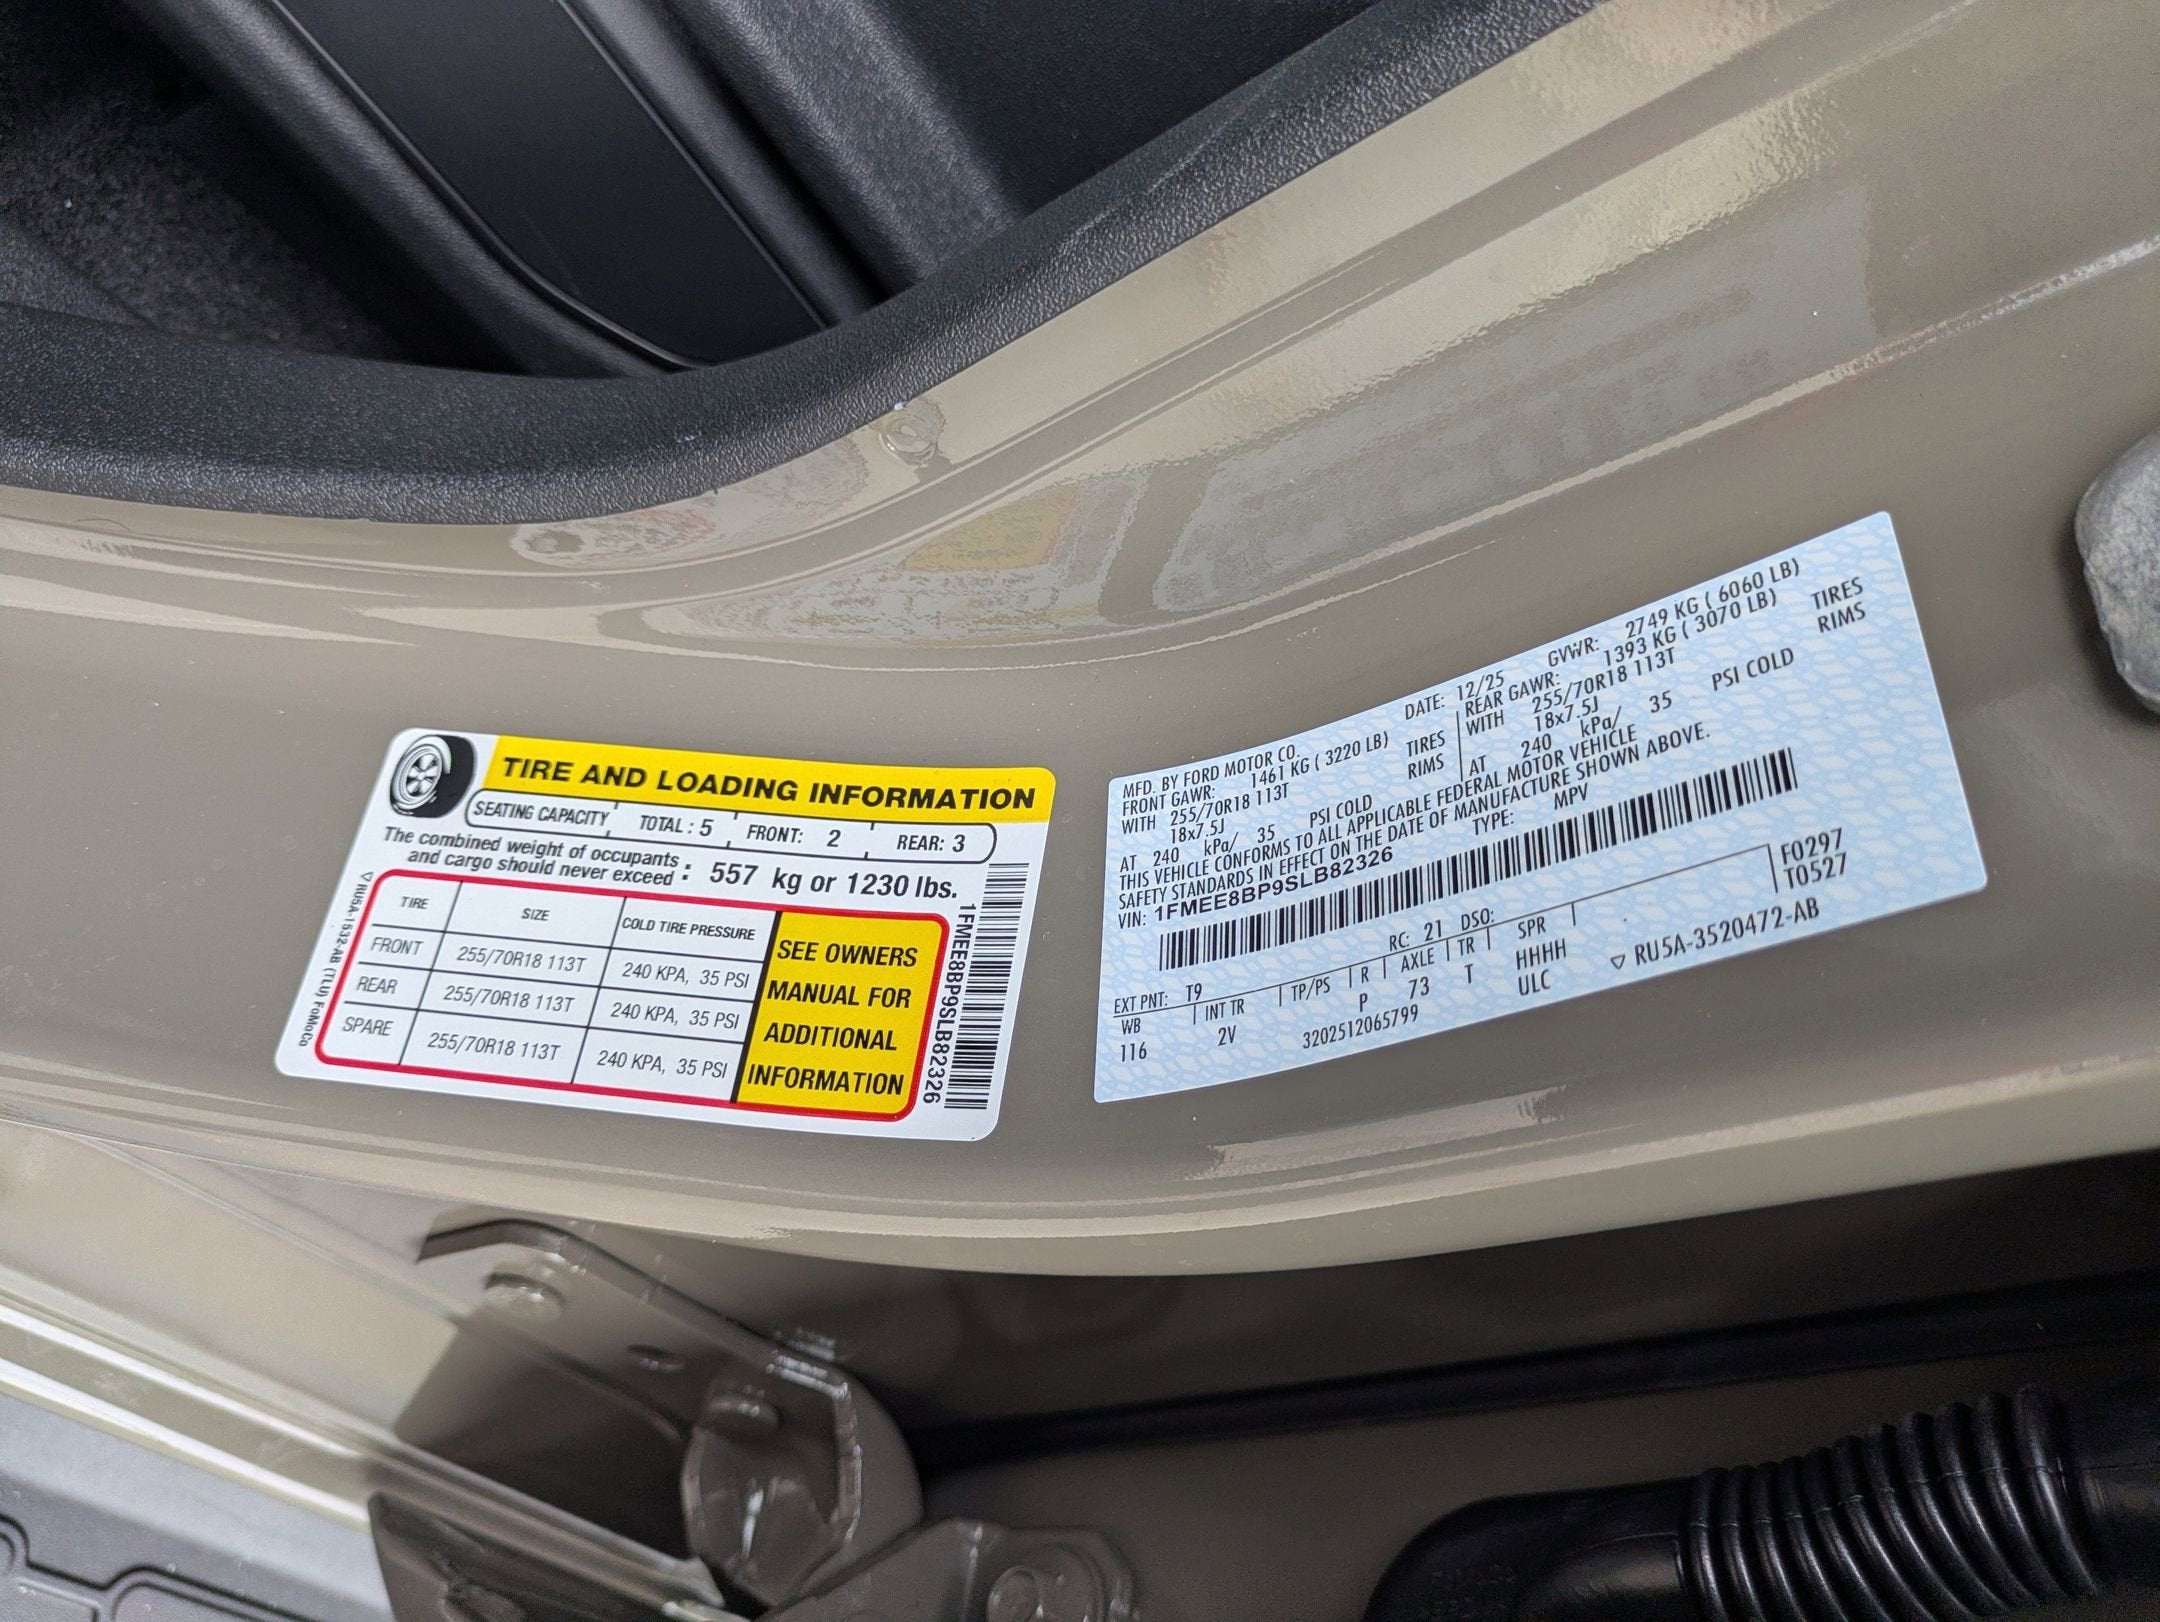 TIRE AND LOADING INFORMATION
SEATING CAPACITY TOTAL : 5 FRONT: 2 REAR: 3
The combined weight of occupants
and cargo should never exceed : 557 kg or 1230 lbs.
TIRE SIZE COLD TIRE PRESSURE
FRONT 255/70R18 113T 240 KPA, 35 PSI
REAR 255/70R18 113T 240 KPA, 35 PSI
SPARE 255/70R18 113T 240 KPA, 35 PSI
SEE OWNERS
MANUAL FOR
ADDITIONAL
INFORMATION
RU5A-1532-AB (TLU) FoMoCo
1FMEE8BP9SLB82326
MFD. BY FORD MOTOR CO. DATE: 12/25 GVWR: 2749 KG ( 6060 LB)
FRONT GAWR: 1461 KG ( 3220 LB) REAR GAWR: 1393 KG ( 3070 LB)
WITH 255/70R18 113T TIRES WITH 255/70R18 113T TIRES
18x7.5J RIMS 18x7.5J RIMS
AT 240 kPa/ 35 PSI COLD AT 240 kPa/ 35 PSI COLD
THIS VEHICLE CONFORMS TO ALL APPLICABLE FEDERAL MOTOR VEHICLE
SAFETY STANDARDS IN EFFECT ON THE DATE OF MANUFACTURE SHOWN ABOVE.
VIN: 1FMEE8BP9SLB82326 TYPE: MPV
F0297
T0527
EXT PNT: T9 RC: 21 DSO:
WB INT TR TP/PS R AXLE TR SPR
116 2V P 73 T HHHH
3202512065799 ULC
RU5A-3520472-AB